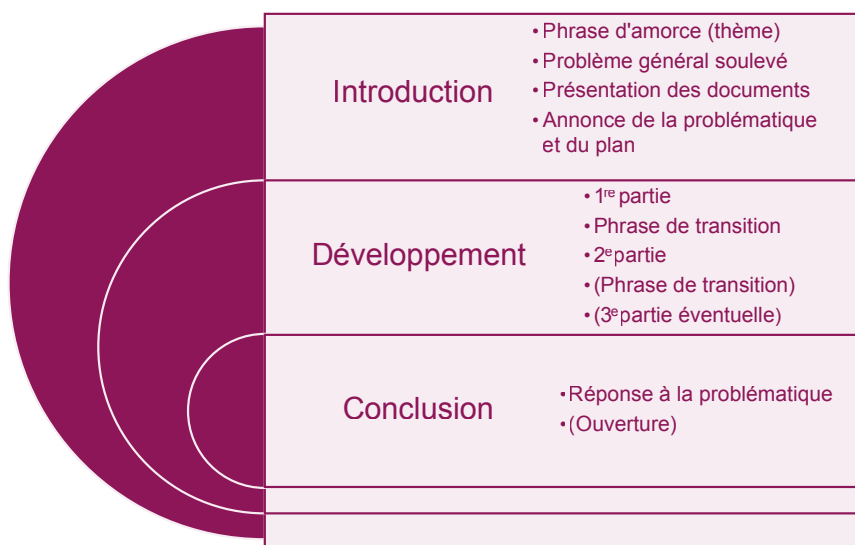 Introduction
• Phrase d'amorce (thème)
• Problème général soulevé
• Présentation des documents
• Annonce de la problématique
et du plan
Développement
• 1re partie
• Phrase de transition
• 2e partie
• (Phrase de transition)
• (3e partie éventuelle)
Conclusion
• Réponse à la problématique
• (Ouverture)